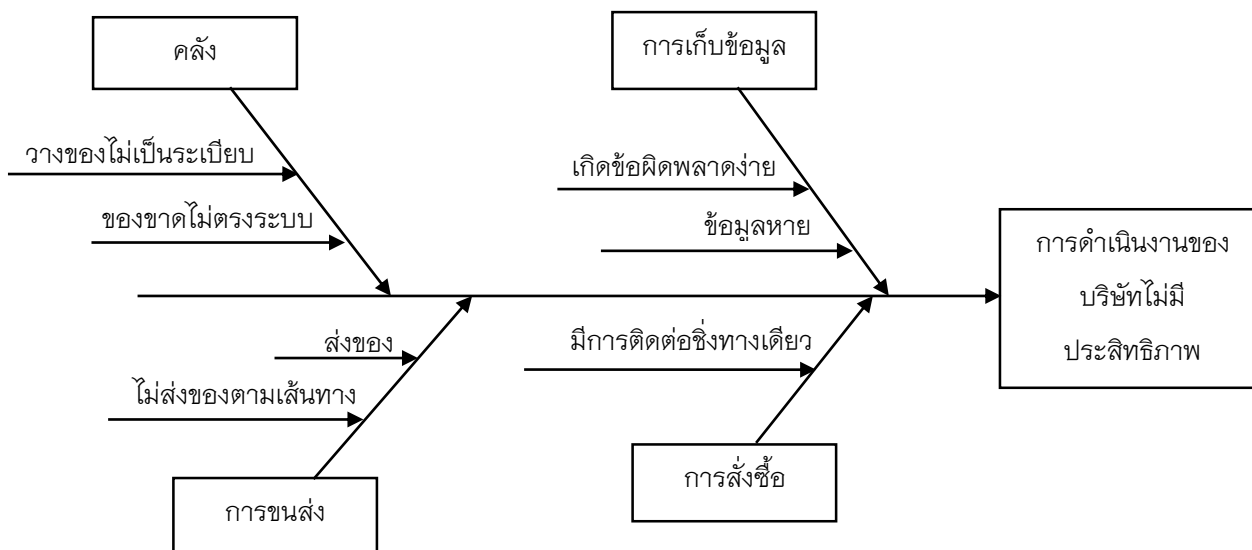 คลัง
การเก็บข้อมูล
วางของไม่เป็นระเบียบ
ของขาดไม่ตรงระบบ
เกิดข้อผิดพลาดง่าย
ข้อมูลหาย
การดำเนินงานของ
บริษัทไม่มี
ประสิทธิภาพ
ส่งของ
ไม่ส่งของตามเส้นทาง
มีการติดต่อซิ่งทางเดียว
การขนส่ง
การสั่งซื้อ